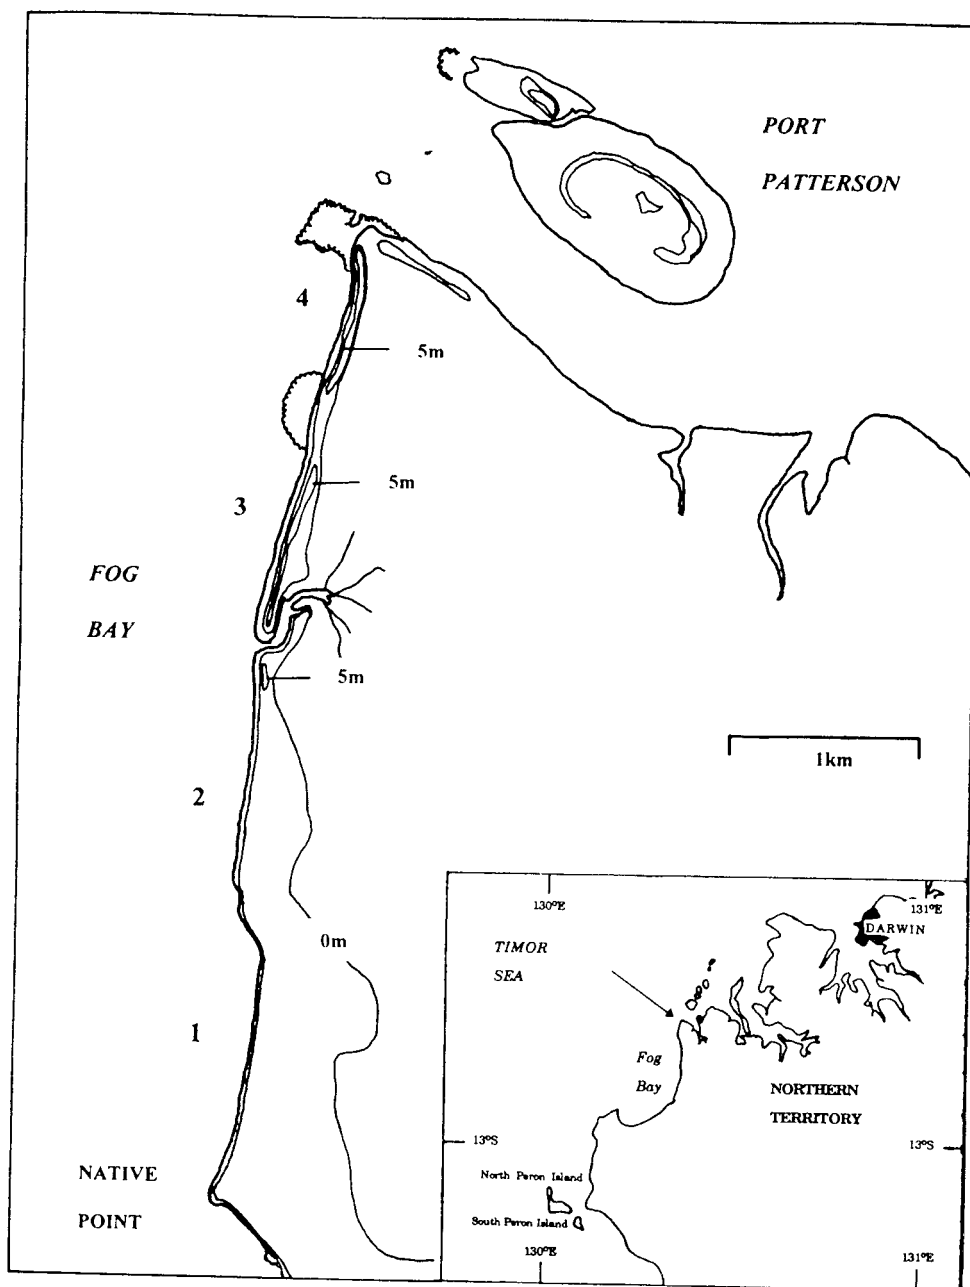 PORT
PATTERSON
4
5m
5m
3
FOG
BAY
5m
1km
2
0m
1
NATIVE
POINT
130°E
131°E
DARWIN
TIMOR
SEA
Fog
Bay
NORTHERN
TERRITORY
13°S
13°S
North Peron Island
South Peron Island
130°E
131°E